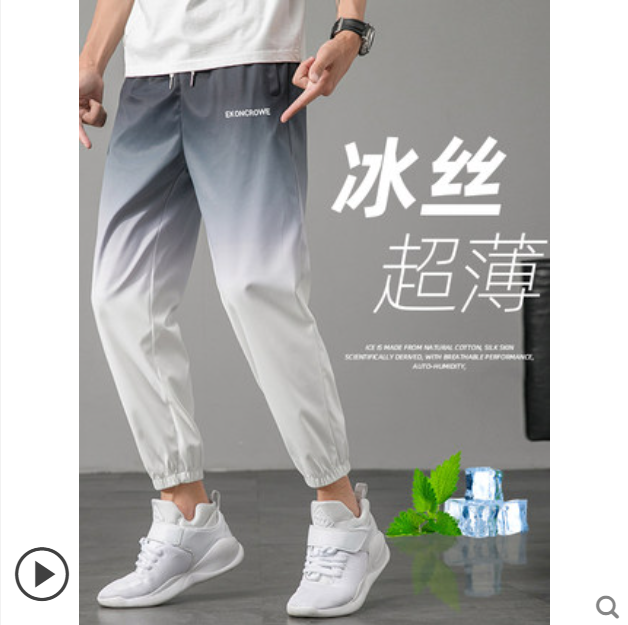 EKONCROWE
冰丝
超薄
ICE IS MADE FROM NATURAL COTTON, SILK SKIN
SCIENTIFICALLY DERIVED, WITH BREATHABLE PERFORMANCE,
AUTO-HUMIDITY,